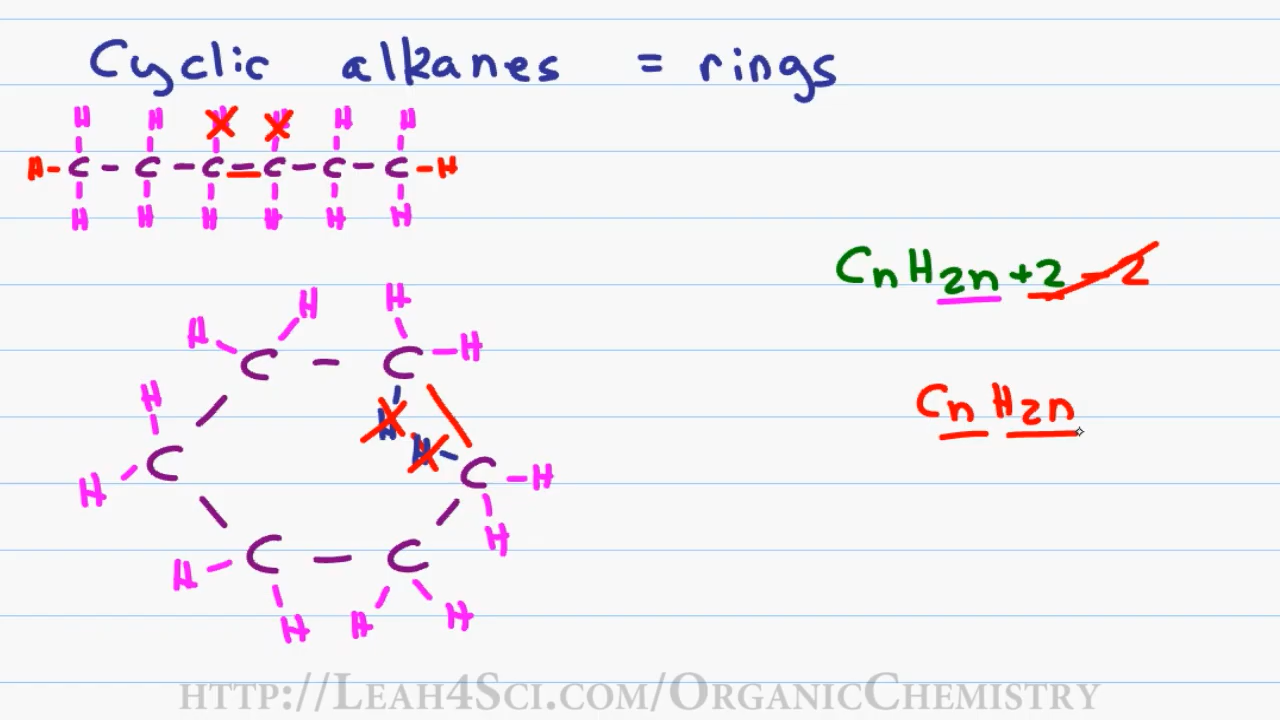 Cyclic alkanes = rings
H H H H H H
H-C-C-C=C-C-C-H
H H H H H H
CnH2n+2-2
H H H
C - C - H
H
CnH2n
H H
C C - H
H H
C - C
H H
H H
HTTP://LEAH4SCI.COM/ORGANICCHEMISTRY